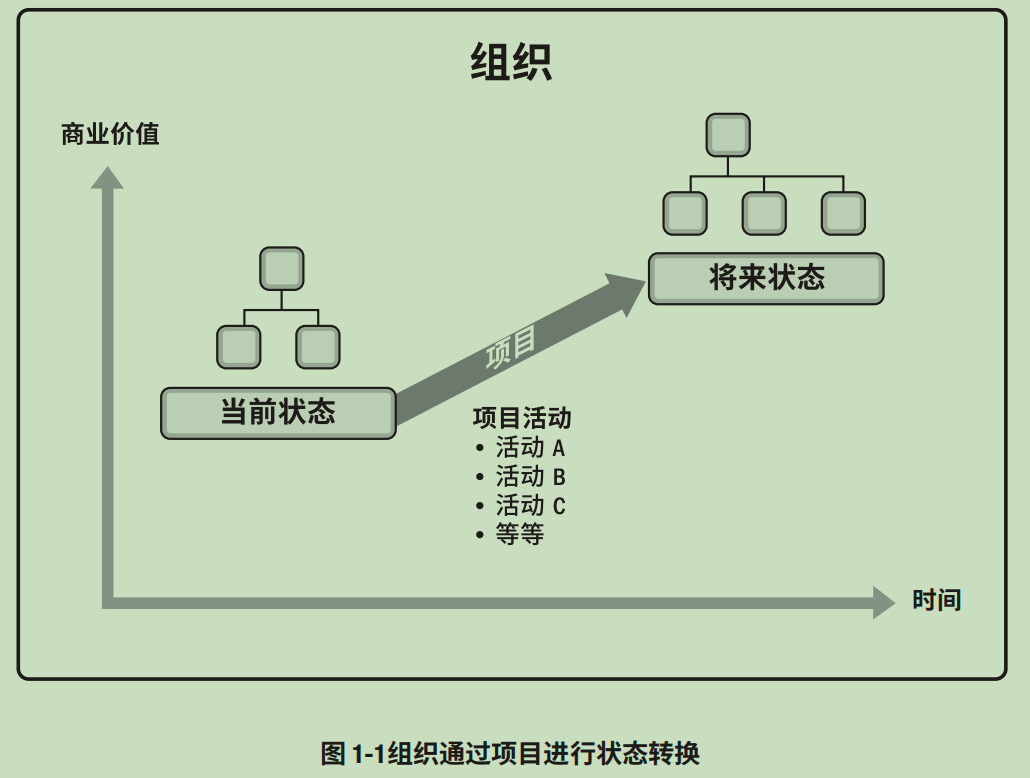 组织
商业价值
将来状态
项目
当前状态
项目活动
• 活动 A
• 活动 B
• 活动 C
• 等等
时间
图 1-1组织通过项目进行状态转换